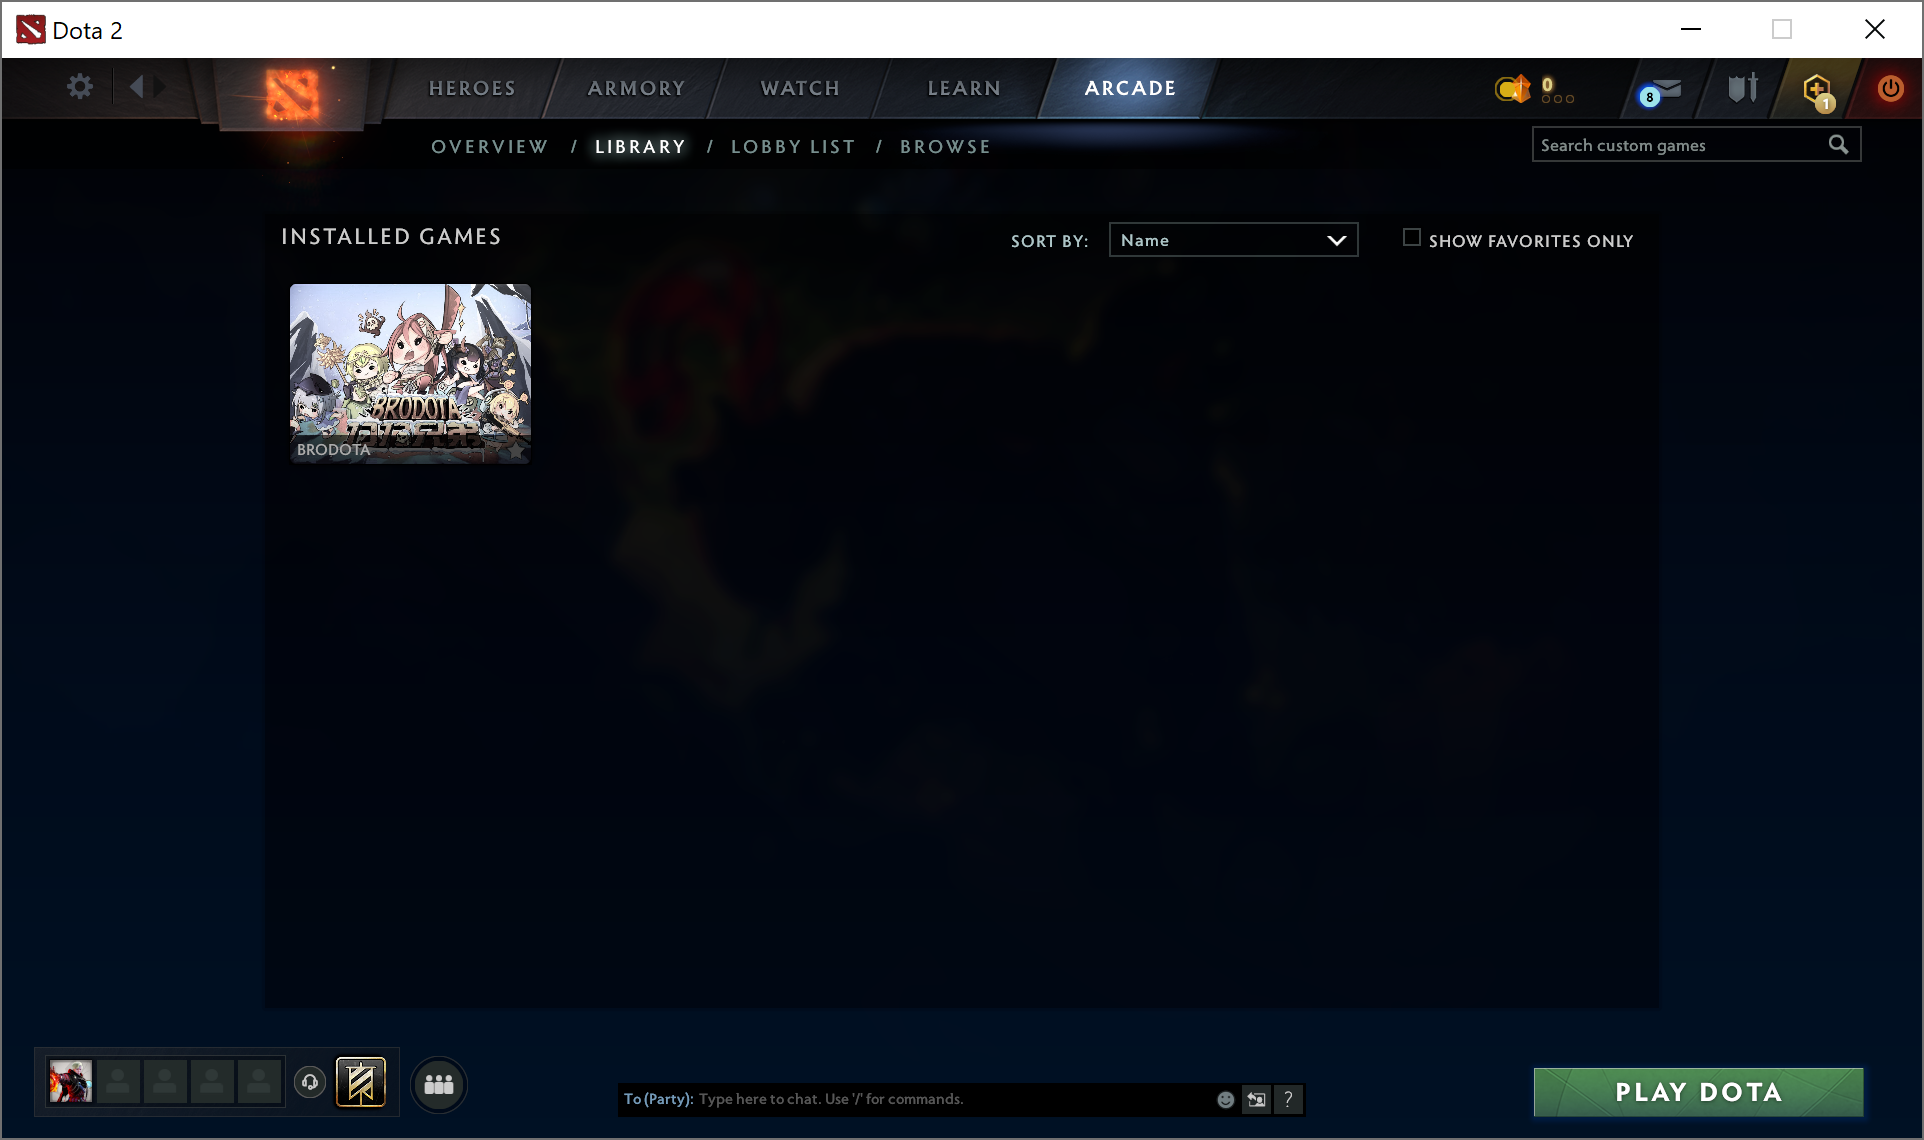 Dota 2
HEROES
ARMORY
WATCH
LEARN
ARCADE
0
8
1
OVERVIEW / LIBRARY / LOBBY LIST / BROWSE
Search custom games
INSTALLED GAMES
SORT BY:
Name
SHOW FAVORITES ONLY
BRODOTA
BRODOTA
To (Party): Type here to chat. Use '/' for commands.
?
PLAY DOTA